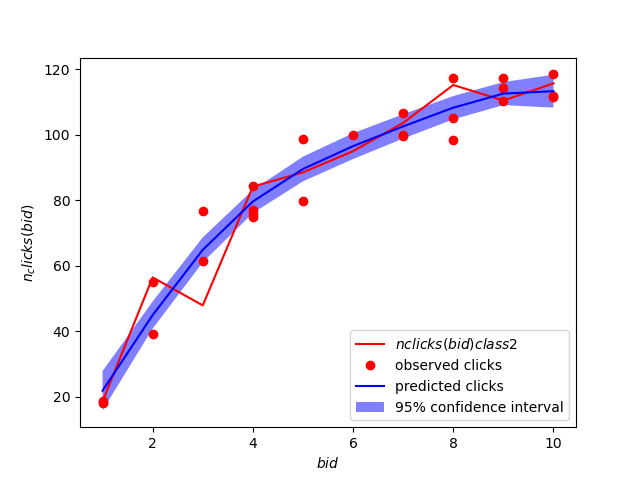 120
100
80
60
40
20
n_clicks(bid)
nclicks(bid)class2
observed clicks
predicted clicks
95% confidence interval
2
4
6
8
10
bid